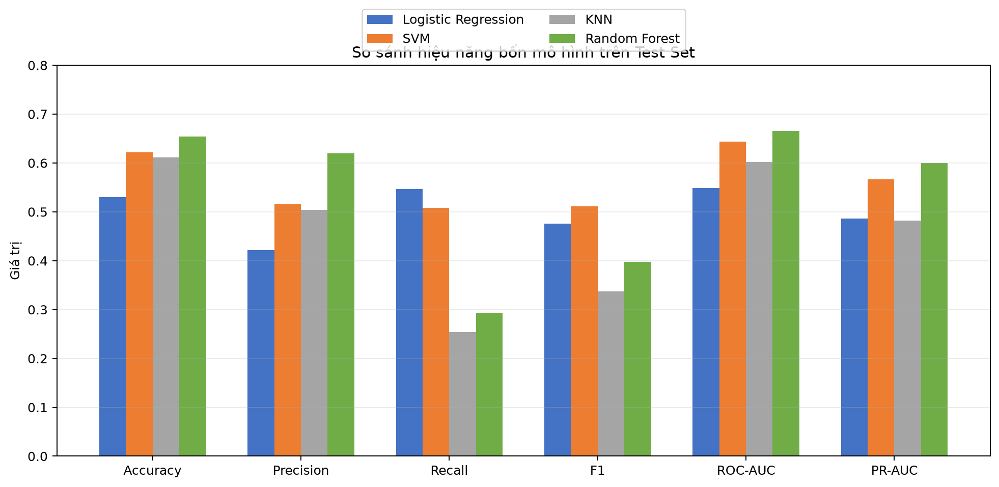 Logistic Regression
SVM
KNN
Random Forest
So sánh hiệu năng bốn mô hình trên Test Set
Giá trị
0.8
0.7
0.6
0.5
0.4
0.3
0.2
0.1
0.0
Accuracy Precision Recall F1 ROC-AUC PR-AUC